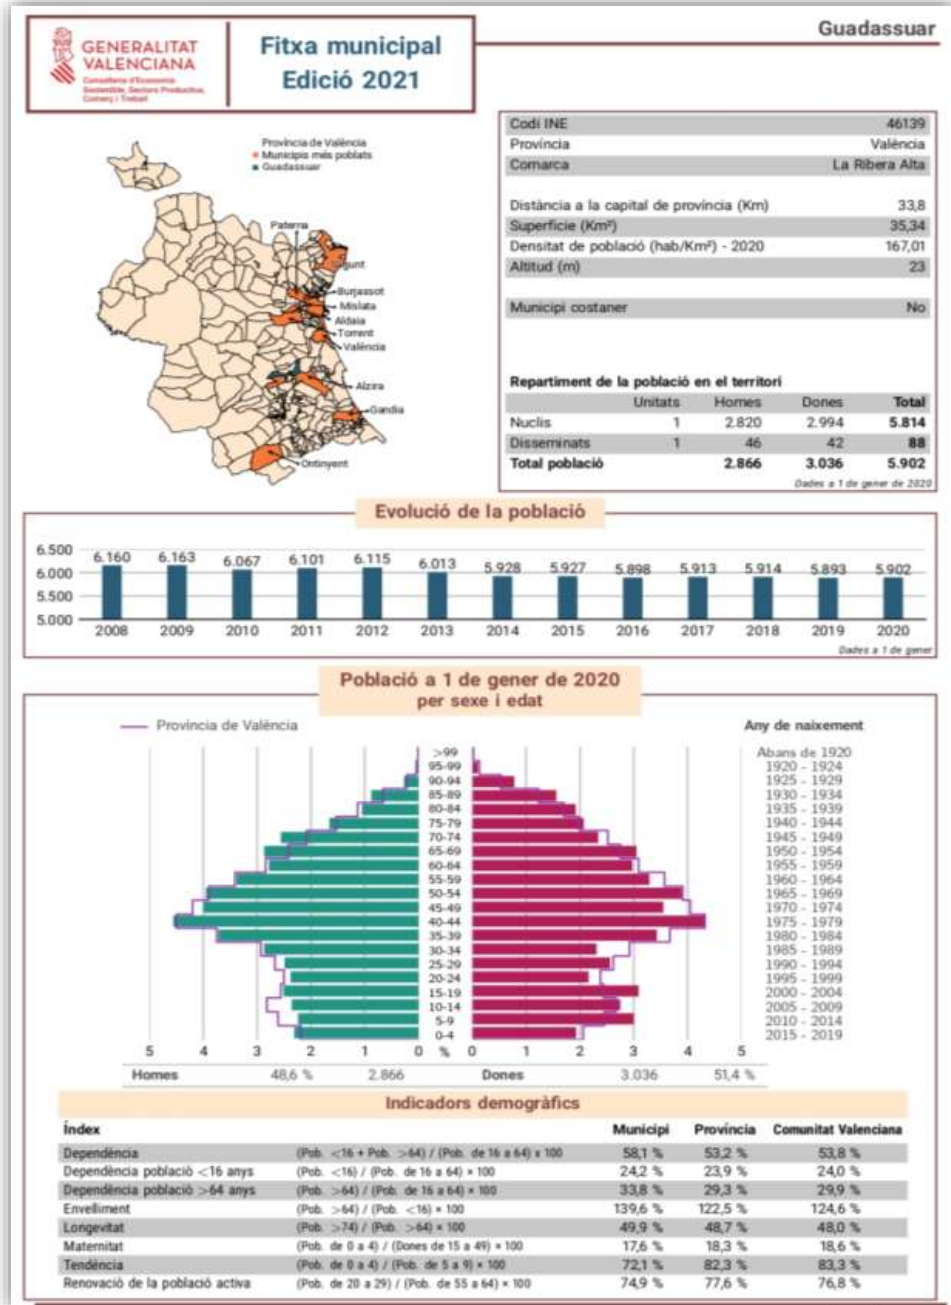 Guadassuar
GENERALITAT
VALENCIANA
Conselleria d'Economia
Sostenible, Sectors Productius,
Comerç i Treball
Fitxa municipal
Edició 2021
Província de València
Municipis més poblats
Guadassuar
Paterna
Sagunt
Burjassot
Mislata
Aldaia
Torrent
València
Alzira
Gandia
Ontinyent
Codi INE 46139
Província València
Comarca La Ribera Alta
Distància a la capital de província (Km) 33,8
Superfície (Km²) 35,34
Densitat de població (hab/Km²) - 2020 167,01
Altitud (m) 23
Municipi costaner No
Repartiment de la població en el territori
Unitats Homes Dones Total
Nuclis 1 2.820 2.994 5.814
Disseminats 1 46 42 88
Total població 2.866 3.036 5.902
Dades a 1 de gener de 2020
Evolució de la població
6.500
6.000
5.500
5.000
6.160 6.163 6.067 6.101 6.115 6.013 5.928 5.927 5.898 5.913 5.914 5.893 5.902
2008 2009 2010 2011 2012 2013 2014 2015 2016 2017 2018 2019 2020
Dades a 1 de gener
Població a 1 de gener de 2020
per sexe i edat
Província de València
Any de naixement
>99 Abans de 1920
95-99 1920 - 1924
90-94 1925 - 1929
85-89 1930 - 1934
80-84 1935 - 1939
75-79 1940 - 1944
70-74 1945 - 1949
65-69 1950 - 1954
60-64 1955 - 1959
55-59 1960 - 1964
50-54 1965 - 1969
45-49 1970 - 1974
40-44 1975 - 1979
35-39 1980 - 1984
30-34 1985 - 1989
25-29 1990 - 1994
20-24 1995 - 1999
15-19 2000 - 2004
10-14 2005 - 2009
5-9 2010 - 2014
0-4 2015 - 2019
5 4 3 2 1 0 % 0 1 2 3 4 5
Homes 48,6 % 2.866 Dones 3.036 51,4 %
Indicadors demogràfics
Índex Municipi Província Comunitat Valenciana
Dependència (Pob. <16 + Pob. >64) / (Pob. de 16 a 64) x 100 58,1 % 53,2 % 53,8 %
Dependència població <16 anys (Pob. <16) / (Pob. de 16 a 64) × 100 24,2 % 23,9 % 24,0 %
Dependència població >64 anys (Pob. >64) / (Pob. de 16 a 64) × 100 33,8 % 29,3 % 29,9 %
Envelliment (Pob. >64) / (Pob. <16) × 100 139,6 % 122,5 % 124,6 %
Longevitat (Pob. >74) / (Pob. >64) × 100 49,9 % 48,7 % 48,0 %
Maternitat (Pob. de 0 a 4) / (Dones de 15 a 49) × 100 17,6 % 18,3 % 18,6 %
Tendència (Pob. de 0 a 4) / (Pob. de 5 a 9) × 100 72,1 % 82,3 % 83,3 %
Renovació de la població activa (Pob. de 20 a 29) / (Pob. de 55 a 64) × 100 74,9 % 77,6 % 76,8 %